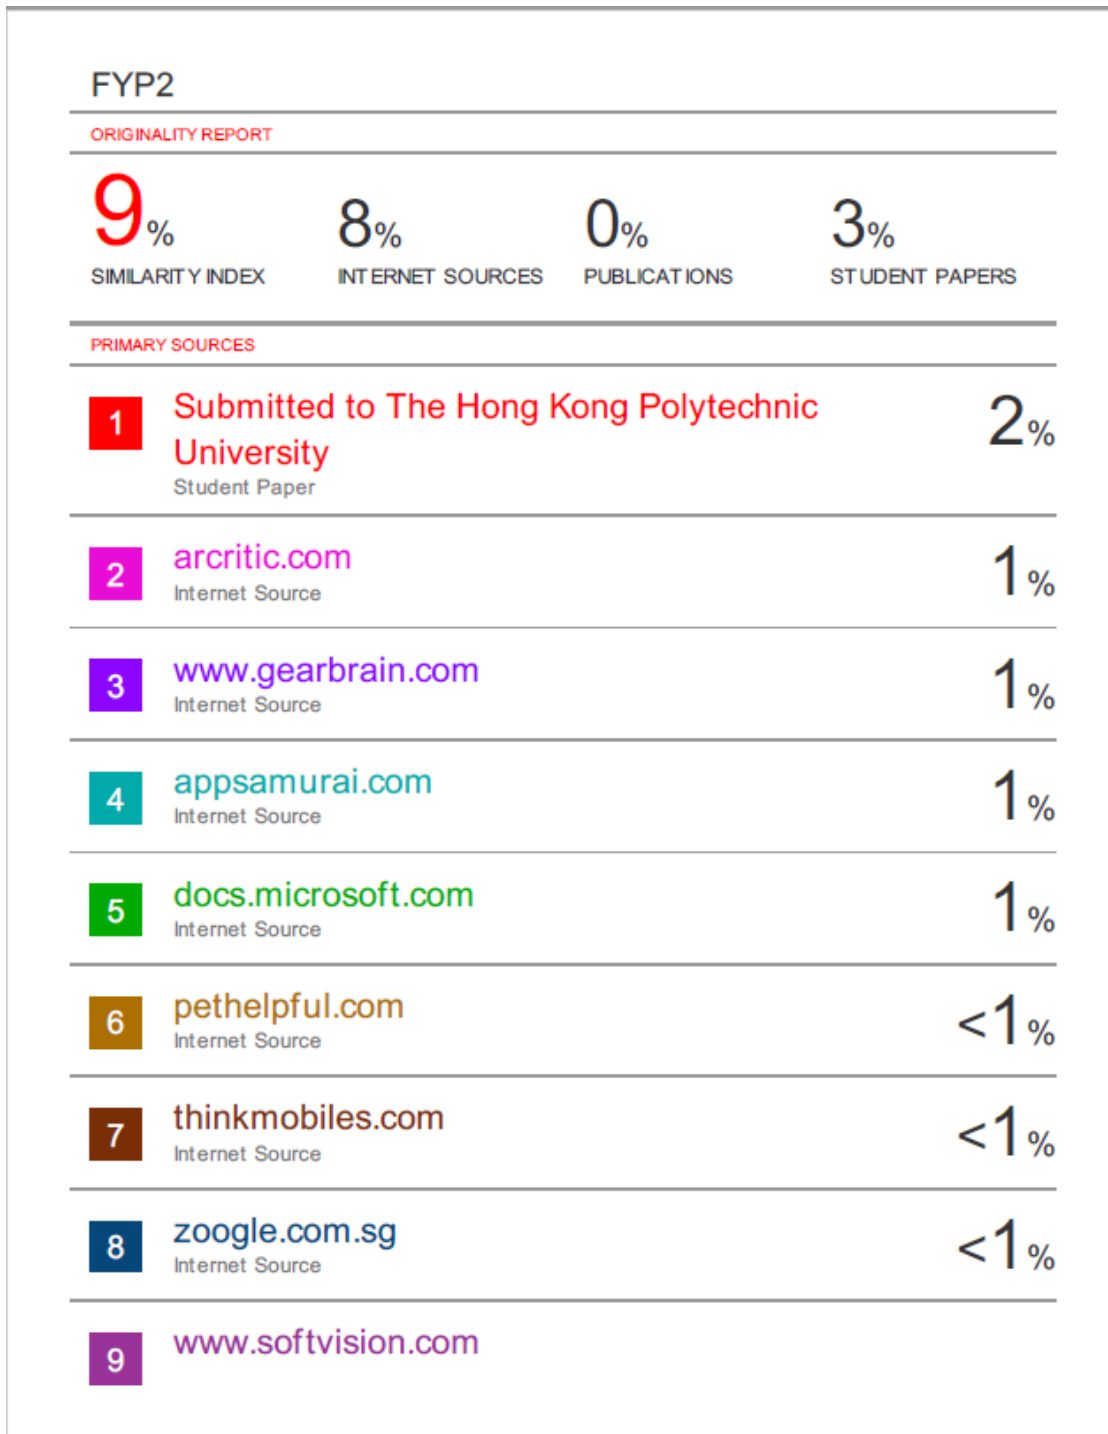 FYP2
ORIGINALITY REPORT
9% 8% 0% 3%
SIMILARITY INDEX INTERNET SOURCES PUBLICATIONS STUDENT PAPERS
PRIMARY SOURCES
1 Submitted to The Hong Kong Polytechnic 2%
University
Student Paper
2 arcritic.com 1%
Internet Source
3 www.gearbrain.com 1%
Internet Source
4 appsamurai.com 1%
Internet Source
5 docs.microsoft.com 1%
Internet Source
6 pethelpful.com <1%
Internet Source
7 thinkmobiles.com <1%
Internet Source
8 zoogle.com.sg <1%
Internet Source
9 www.softvision.com